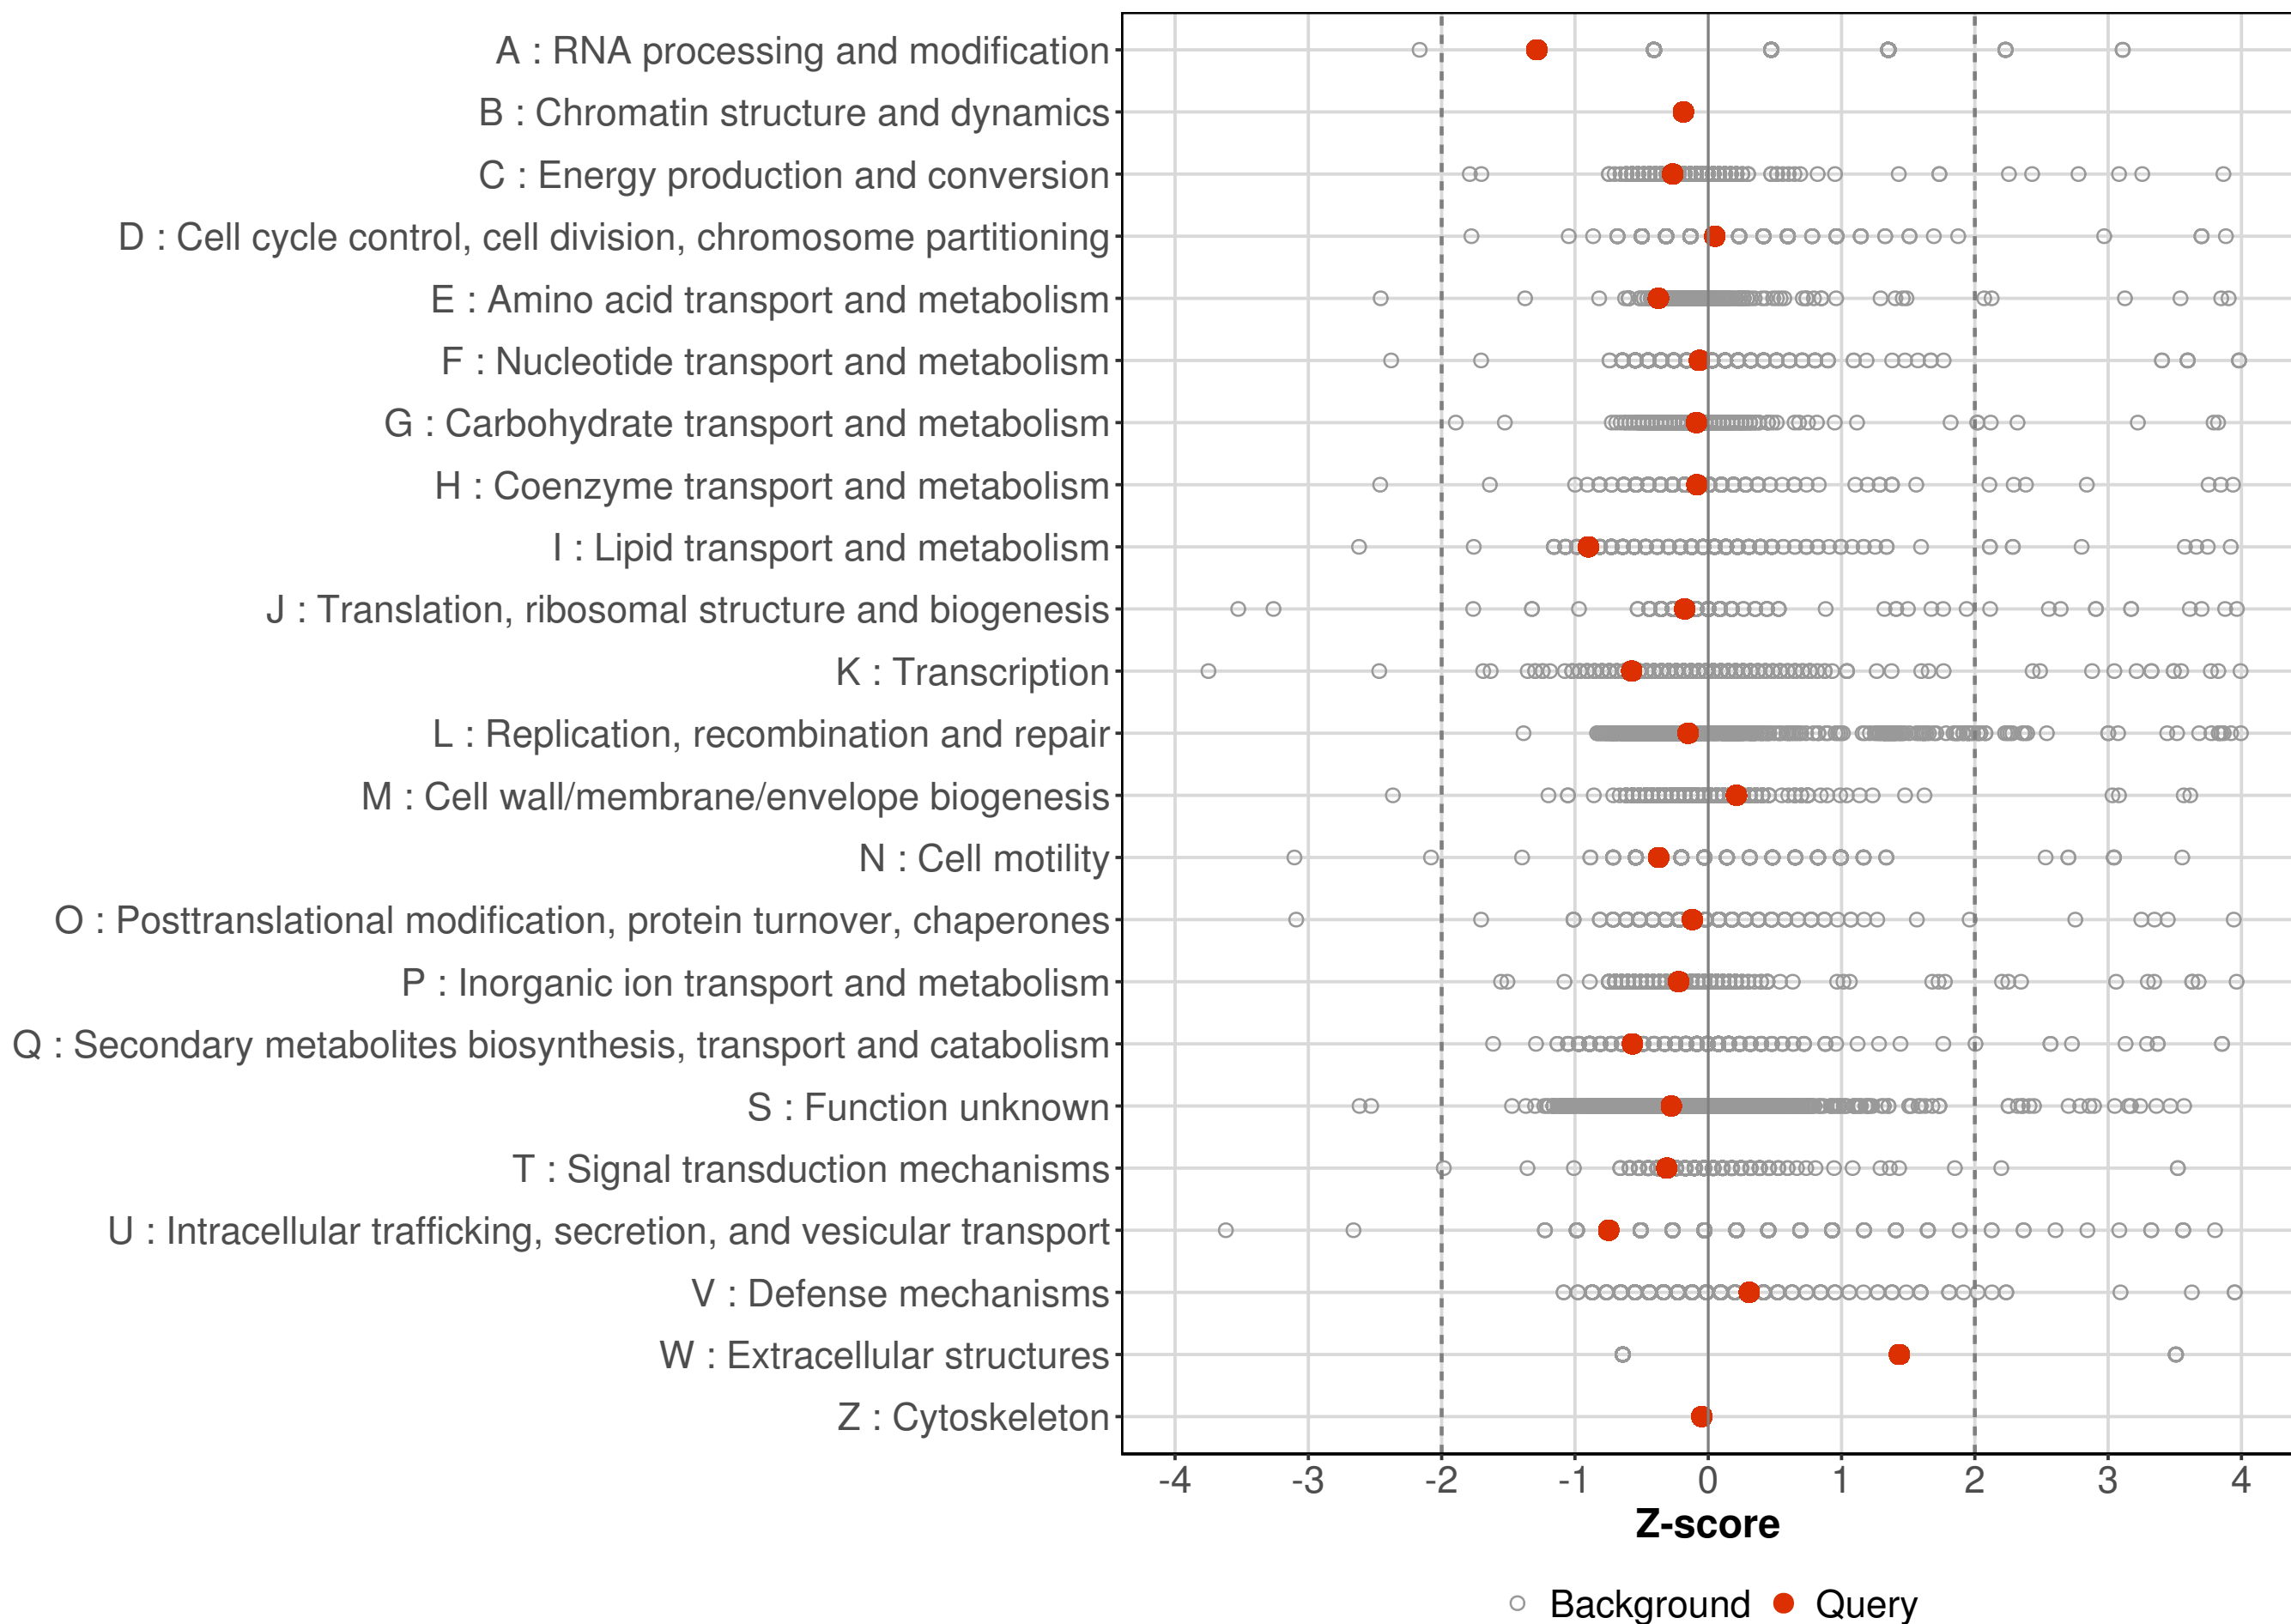 A : RNA processing and modification
B : Chromatin structure and dynamics
C : Energy production and conversion
D : Cell cycle control, cell division, chromosome partitioning
E : Amino acid transport and metabolism
F : Nucleotide transport and metabolism
G : Carbohydrate transport and metabolism
H : Coenzyme transport and metabolism
I : Lipid transport and metabolism
J : Translation, ribosomal structure and biogenesis
K : Transcription
L : Replication, recombination and repair
M : Cell wall/membrane/envelope biogenesis
N : Cell motility
O : Posttranslational modification, protein turnover, chaperones
P : Inorganic ion transport and metabolism
Q : Secondary metabolites biosynthesis, transport and catabolism
S : Function unknown
T : Signal transduction mechanisms
U : Intracellular trafficking, secretion, and vesicular transport
V : Defense mechanisms
W : Extracellular structures
Z : Cytoskeleton
-4 -3 -2 -1 0 1 2 3 4
Z-score
Background Query